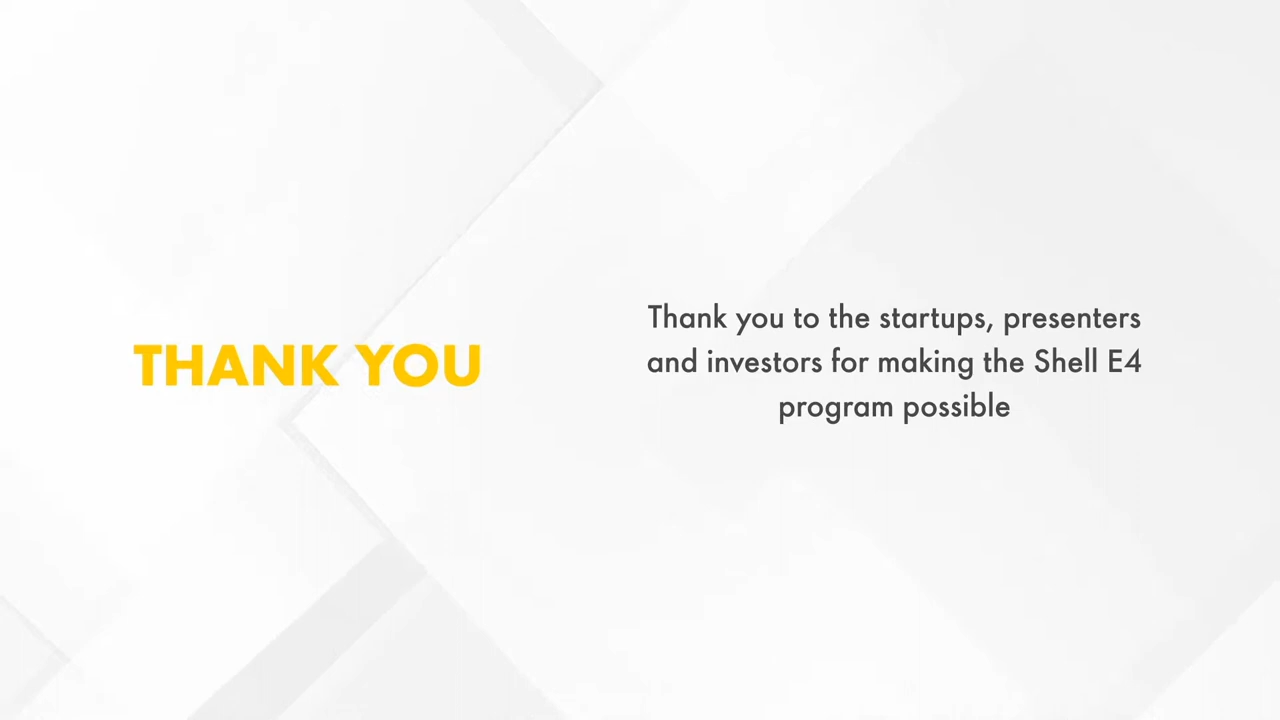 THANK YOU
Thank you to the startups, presenters
and investors for making the Shell E4
program possible